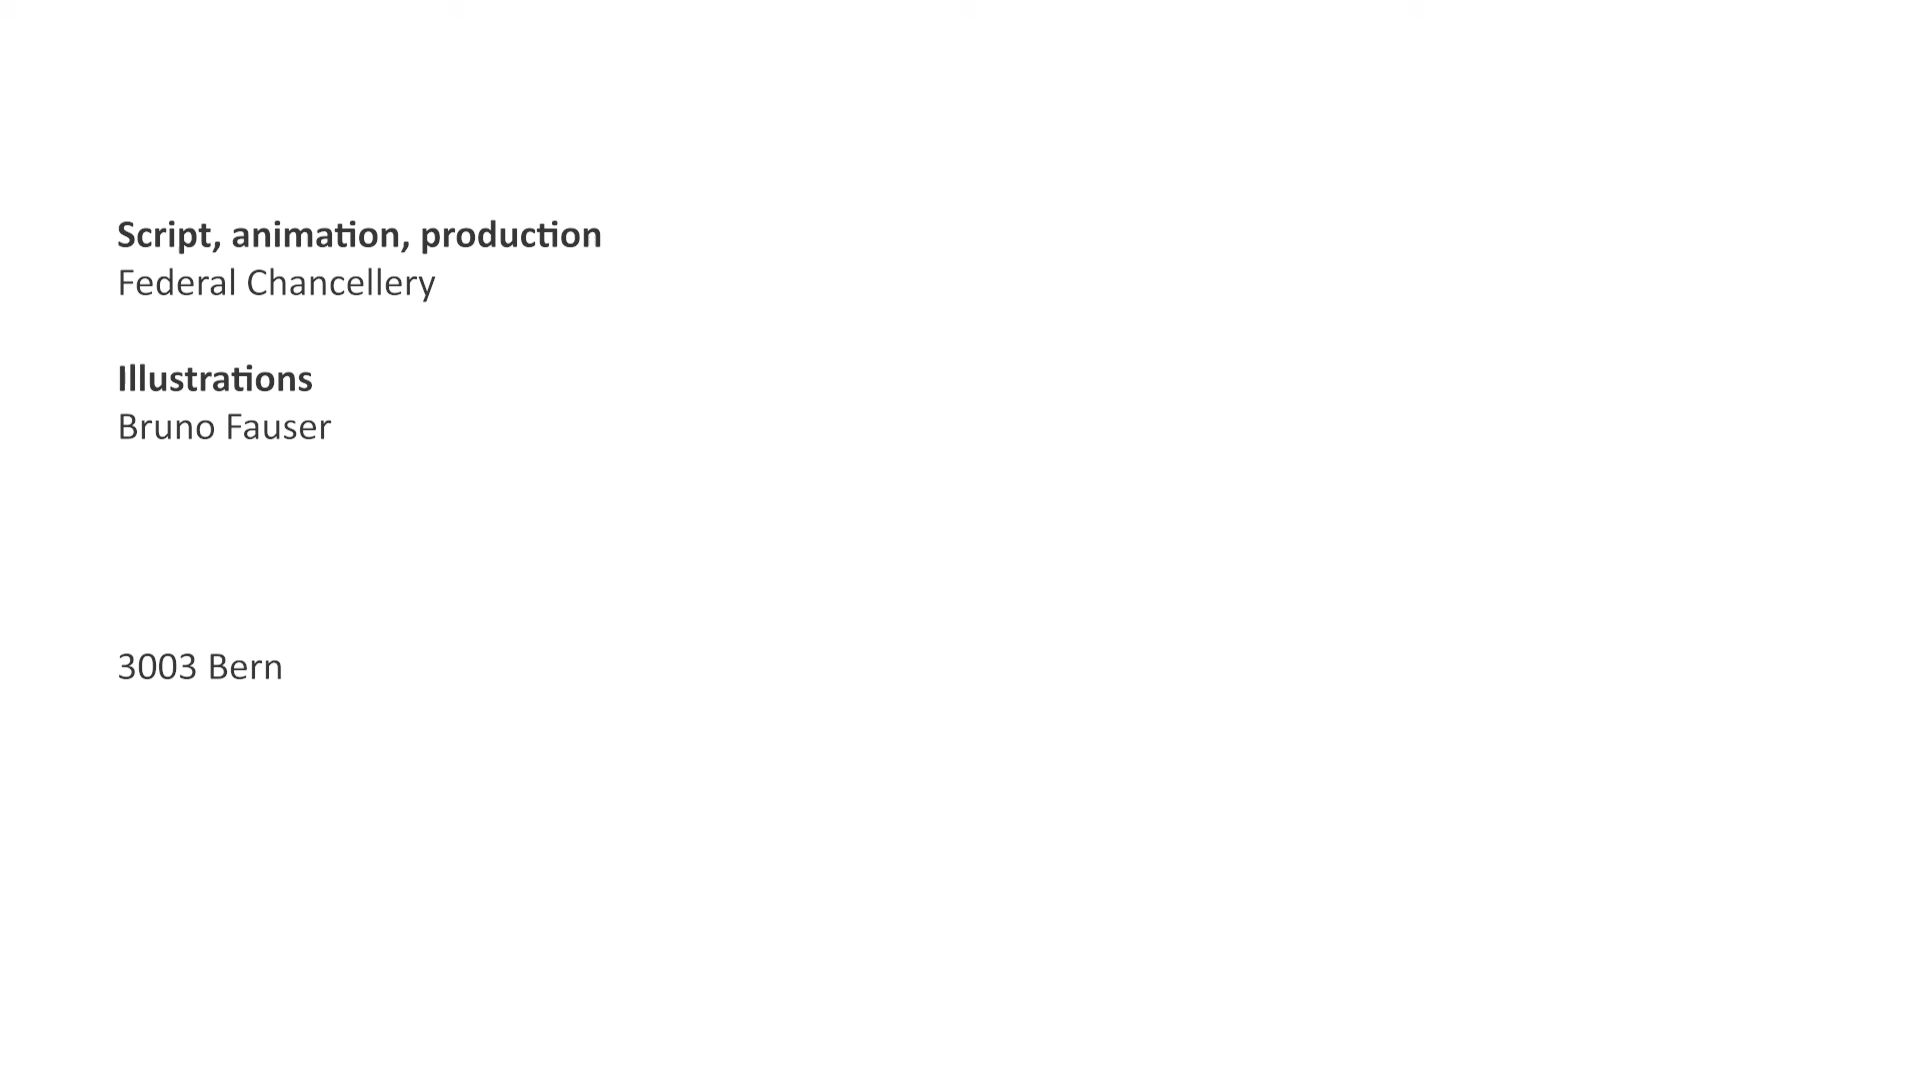 Script, animation, production
Federal Chancellery
Illustrations
Bruno Fauser
3003 Bern